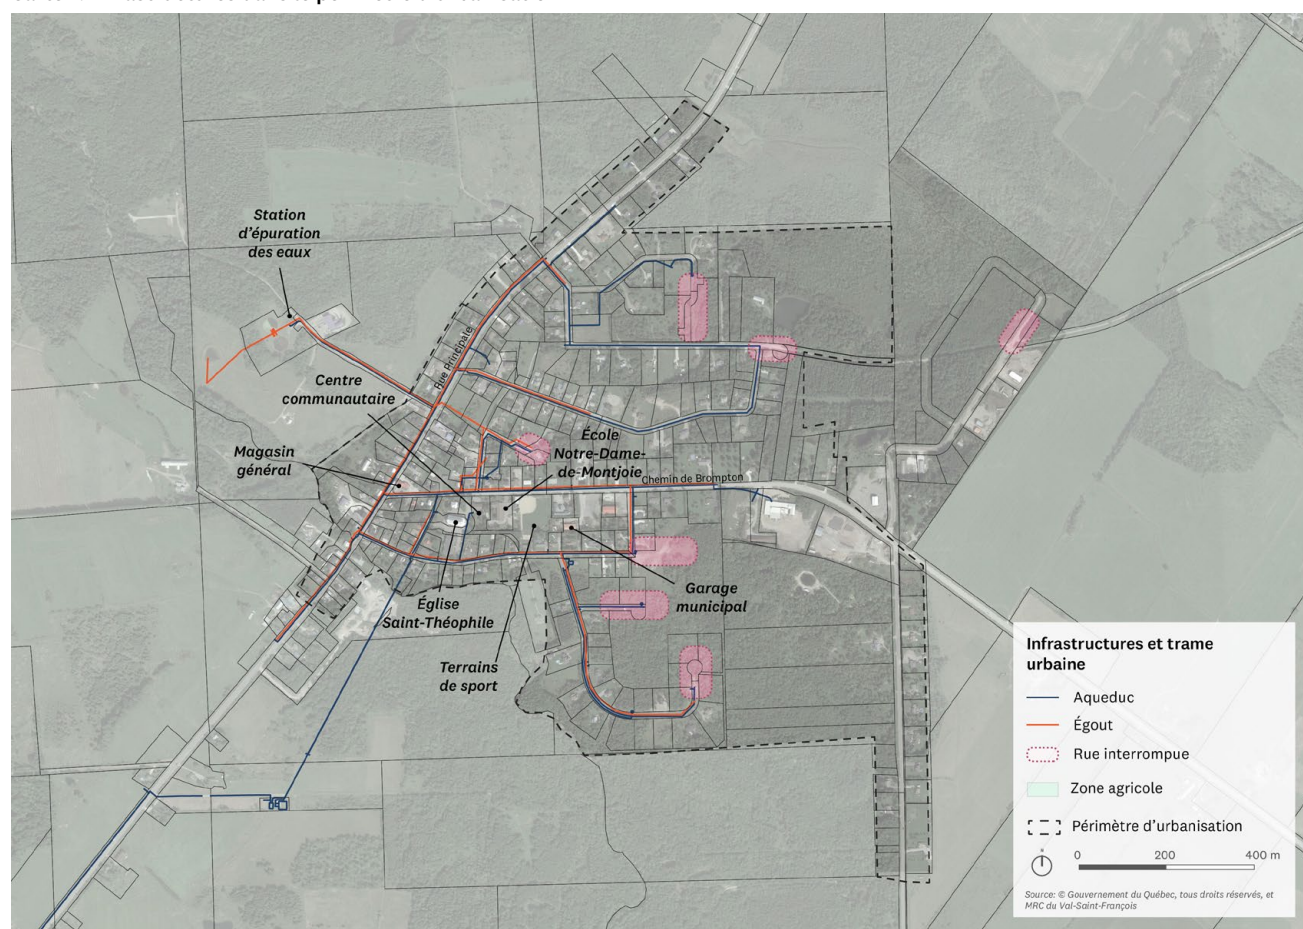 Station
d'épuration
des eaux
Rue Principale
Centre
communautaire
École
Notre-Dame-
de-Montjoie
Magasin
général
Chemin de Brompton
Garage
municipal
Église
Saint-Théophile
Terrains
de sport
Infrastructures et trame
urbaine
Aqueduc
Égout
Rue interrompue
Zone agricole
Périmètre d'urbanisation
0 200 400 m
Source: © Gouvernement du Québec, tous droits réservés, et
MRC du Val-Saint-François